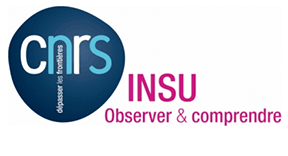 cnrs
dépasser les frontières
INSU
Observer & comprendre